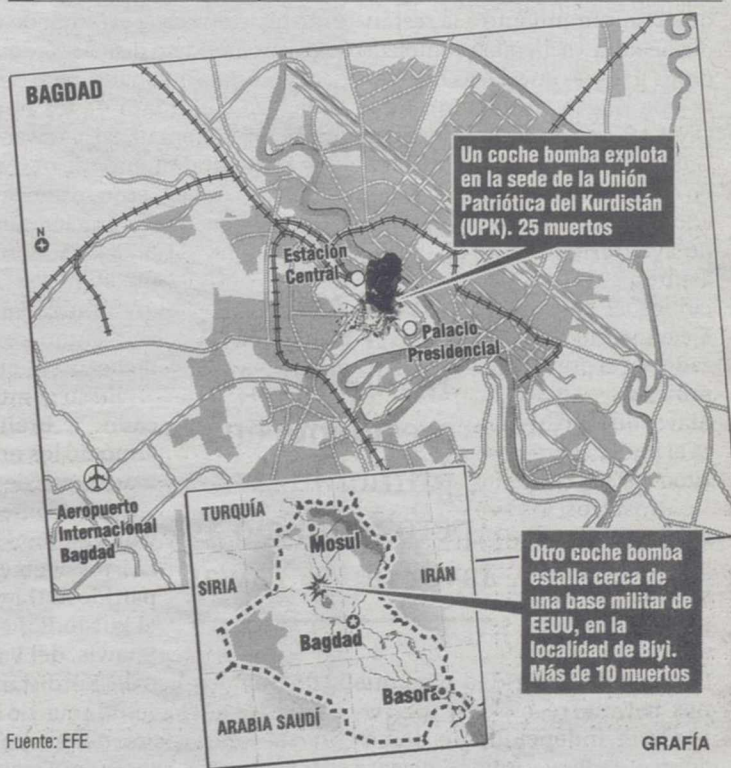 BAGDAD
Un coche bomba explota
en la sede de la Unión
Patriótica del Kurdistán
(UPK). 25 muertos
N
Estación
Central
Palacio
Presidencial
Aeropuerto
Internacional
Bagdad
TURQUÍA
Mosul
SIRIA
IRÁN
Bagdad
Basora
ARABIA SAUDÍ
Otro coche bomba
estalla cerca de
una base militar de
EEUU, en la
localidad de Biyi.
Más de 10 muertos
Fuente: EFE
GRAFÍA